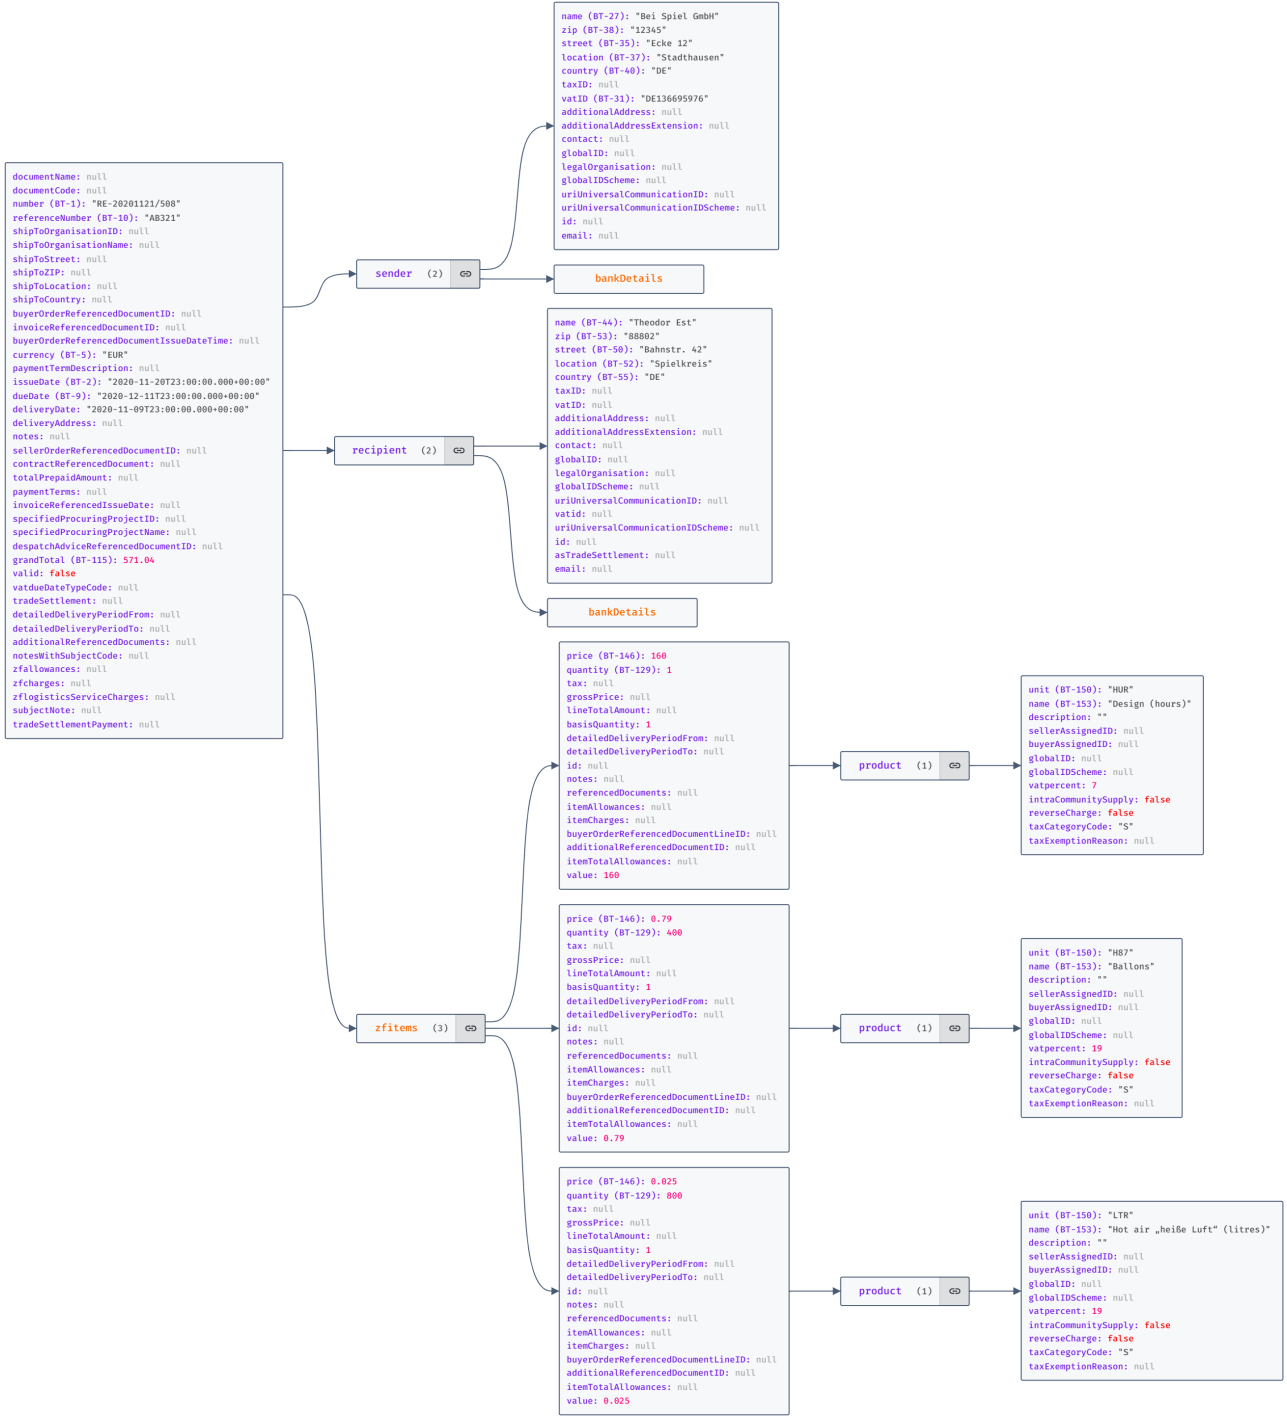 documentName: null
documentCode: null
number (BT-1): "RE-20201121/508"
referenceNumber (BT-10): "AB321"
shipToOrganisationID: null
shipToOrganisationName: null
shipToStreet: null
shipToZIP: null
shipToLocation: null
shipToCountry: null
buyerOrderReferencedDocumentID: null
invoiceReferencedDocumentID: null
buyerOrderReferencedDocumentIssueDateTime: null
currency (BT-5): "EUR"
paymentTermDescription: null
issueDate (BT-2): "2020-11-20T23:00:00.000+00:00"
dueDate (BT-9): "2020-12-11T23:00:00.000+00:00"
deliveryDate: "2020-11-09T23:00:00.000+00:00"
deliveryAddress: null
notes: null
sellerOrderReferencedDocumentID: null
contractReferencedDocument: null
totalPrepaidAmount: null
paymentTerms: null
invoiceReferencedIssueDate: null
specifiedProcuringProjectID: null
specifiedProcuringProjectName: null
despatchAdviceReferencedDocumentID: null
grandTotal (BT-115): 571.04
valid: false
vatdueDateTypeCode: null
tradeSettlement: null
detailedDeliveryPeriodFrom: null
detailedDeliveryPeriodTo: null
additionalReferencedDocuments: null
notesWithSubjectCode: null
zfallowances: null
zfcharges: null
zflogisticsServiceCharges: null
subjectNote: null
tradeSettlementPayment: null
sender (2)
name (BT-27): "Bei Spiel GmbH"
zip (BT-38): "12345"
street (BT-35): "Ecke 12"
location (BT-37): "Stadthausen"
country (BT-40): "DE"
taxID: null
vatID (BT-31): "DE136695976"
additionalAddress: null
additionalAddressExtension: null
contact: null
globalID: null
legalOrganisation: null
globalIDScheme: null
uriUniversalCommunicationID: null
uriUniversalCommunicationIDScheme: null
id: null
email: null
bankDetails
recipient (2)
name (BT-44): "Theodor Est"
zip (BT-53): "88802"
street (BT-50): "Bahnstr. 42"
location (BT-52): "Spielkreis"
country (BT-55): "DE"
taxID: null
vatID: null
additionalAddress: null
additionalAddressExtension: null
contact: null
globalID: null
legalOrganisation: null
globalIDScheme: null
uriUniversalCommunicationID: null
vatid: null
uriUniversalCommunicationIDScheme: null
id: null
asTradeSettlement: null
email: null
bankDetails
zfitems (3)
price (BT-146): 160
quantity (BT-129): 1
tax: null
grossPrice: null
lineTotalAmount: null
basisQuantity: 1
detailedDeliveryPeriodFrom: null
detailedDeliveryPeriodTo: null
id: null
notes: null
referencedDocuments: null
itemAllowances: null
itemCharges: null
buyerOrderReferencedDocumentLineID: null
additionalReferencedDocumentID: null
itemTotalAllowances: null
value: 160
product (1)
unit (BT-150): "HUR"
name (BT-153): "Design (hours)"
description: ""
sellerAssignedID: null
buyerAssignedID: null
globalID: null
globalIDScheme: null
vatpercent: 7
intraCommunitySupply: false
reverseCharge: false
taxCategoryCode: "S"
taxExemptionReason: null
price (BT-146): 0.79
quantity (BT-129): 400
tax: null
grossPrice: null
lineTotalAmount: null
basisQuantity: 1
detailedDeliveryPeriodFrom: null
detailedDeliveryPeriodTo: null
id: null
notes: null
referencedDocuments: null
itemAllowances: null
itemCharges: null
buyerOrderReferencedDocumentLineID: null
additionalReferencedDocumentID: null
itemTotalAllowances: null
value: 0.79
product (1)
unit (BT-150): "H87"
name (BT-153): "Ballons"
description: ""
sellerAssignedID: null
buyerAssignedID: null
globalID: null
globalIDScheme: null
vatpercent: 19
intraCommunitySupply: false
reverseCharge: false
taxCategoryCode: "S"
taxExemptionReason: null
price (BT-146): 0.025
quantity (BT-129): 800
tax: null
grossPrice: null
lineTotalAmount: null
basisQuantity: 1
detailedDeliveryPeriodFrom: null
detailedDeliveryPeriodTo: null
id: null
notes: null
referencedDocuments: null
itemAllowances: null
itemCharges: null
buyerOrderReferencedDocumentLineID: null
additionalReferencedDocumentID: null
itemTotalAllowances: null
value: 0.025
product (1)
unit (BT-150): "LTR"
name (BT-153): "Hot air „heiße Luft“ (litres)"
description: ""
sellerAssignedID: null
buyerAssignedID: null
globalID: null
globalIDScheme: null
vatpercent: 19
intraCommunitySupply: false
reverseCharge: false
taxCategoryCode: "S"
taxExemptionReason: null